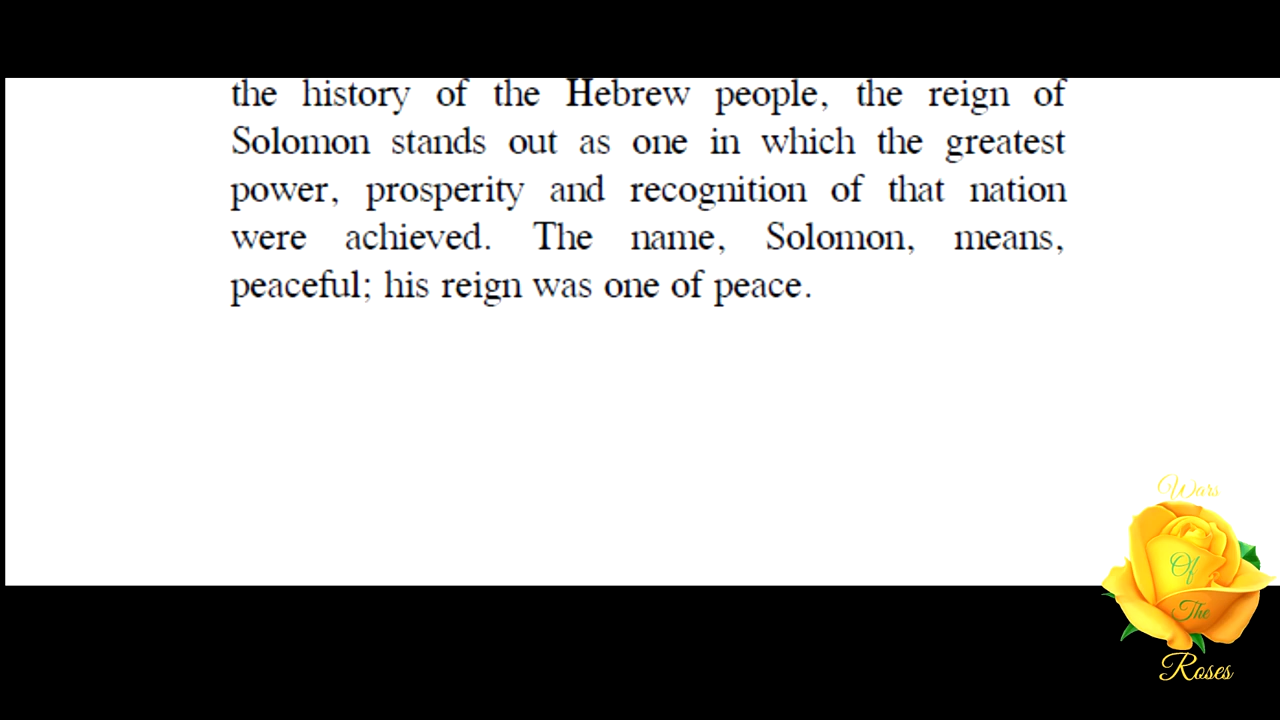 the history of the Hebrew people, the reign of
Solomon stands out as one in which the greatest
power, prosperity and recognition of that nation
were achieved. The name, Solomon, means,
peaceful; his reign was one of peace.
Wars
Of
The
Roses